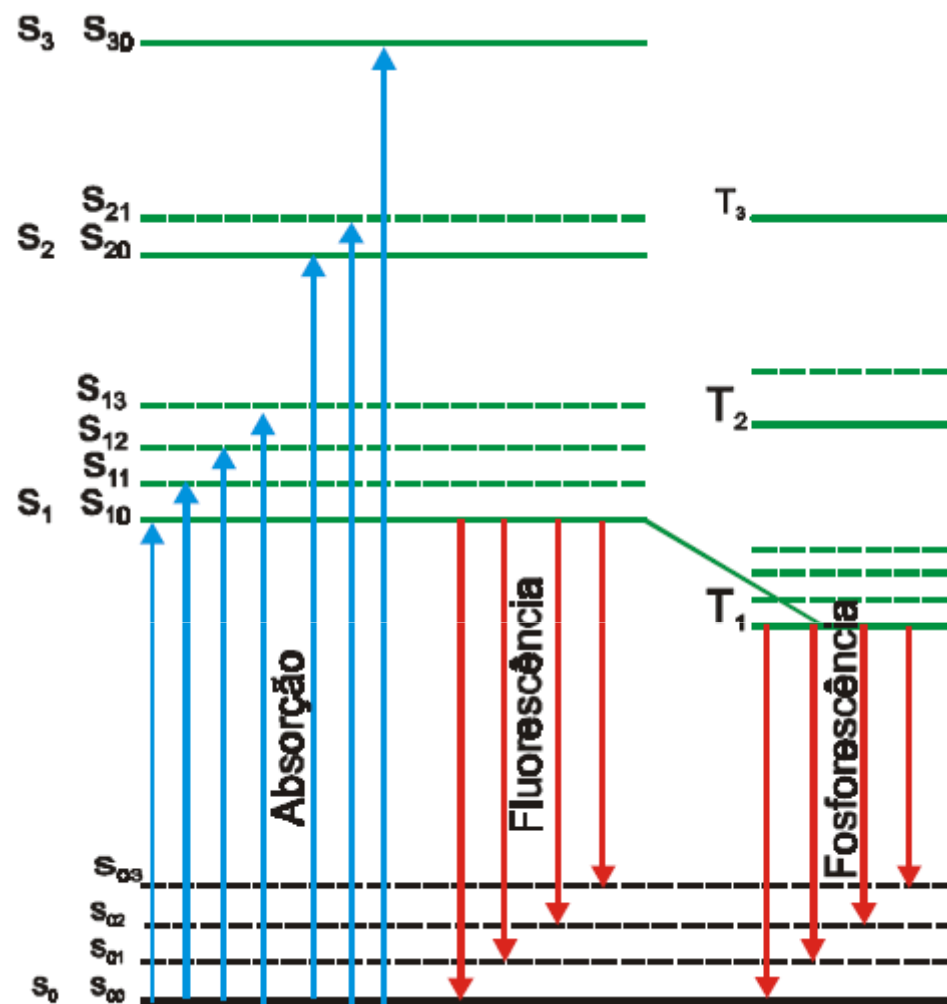 S₃ S₃₀
S₂₁
T₃
S₂ S₂₀
S₁₃
T₂
S₁₂
S₁₁
S₁ S₁₀
T₁
Absorção
Fluorescência
Fosforescência
S₀₃
S₀₂
S₀₁
S₀ S₀₀